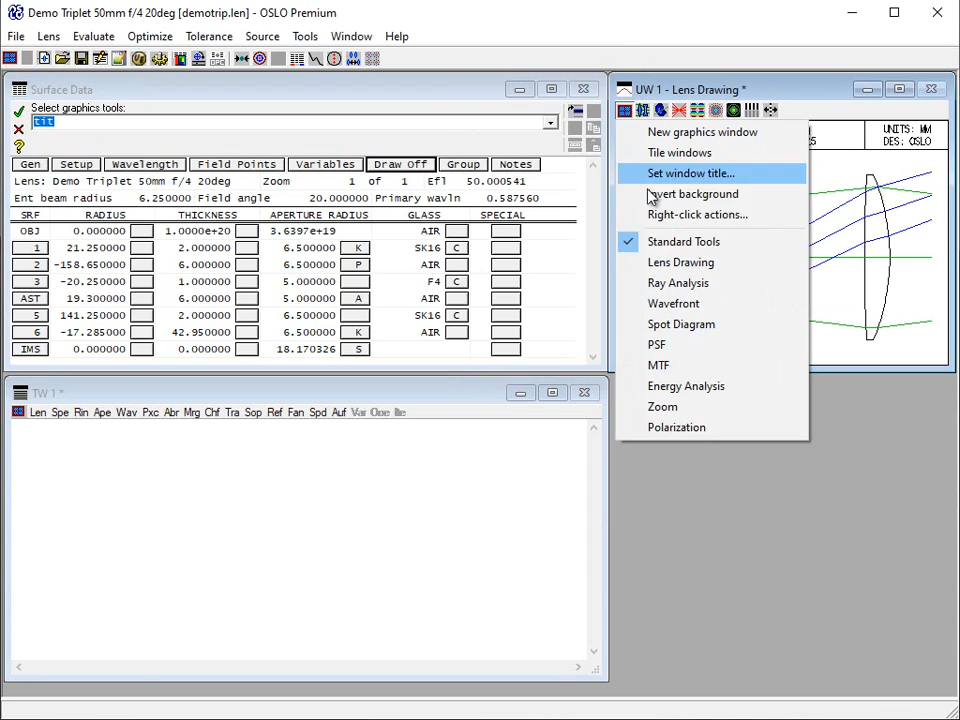 Demo Triplet 50mm f/4 20deg [demotrip.len] - OSLO Premium
File Lens Evaluate Optimize Tolerance Source Tools Window Help
Surface Data
Select graphics tools:
tit
Gen Setup Wavelength Field Points Variables Draw Off Group Notes
Lens: Demo Triplet 50mm f/4 20deg Zoom 1 of 1 Efl 50.000541
Ent beam radius 6.250000 Field angle 20.000000 Primary wavln 0.587560
SRF RADIUS THICKNESS APERTURE RADIUS GLASS SPECIAL
OBJ 0.000000 1.0000e+20 3.6397e+19 AIR
1 21.250000 2.000000 6.500000 K SK16 C
2 -158.650000 6.000000 6.500000 P AIR
3 -20.250000 1.000000 5.000000 F4 C
AST 19.300000 6.000000 5.000000 A AIR
5 141.250000 2.000000 6.500000 SK16 C
6 -17.285000 42.950000 6.500000 K AIR
IMS 0.000000 0.000000 18.170326 S
UW 1 - Lens Drawing *
UNITS: MM
DES: OSLO
New graphics window
Tile windows
Set window title...
Invert background
Right-click actions...
Standard Tools
Lens Drawing
Ray Analysis
Wavefront
Spot Diagram
PSF
MTF
Energy Analysis
Zoom
Polarization
TW 1 *
Len Spe Rin Ape Wav Pxc Abr Mrg Chf Tra Sop Ref Fan Spd Auf Var Ope Ite